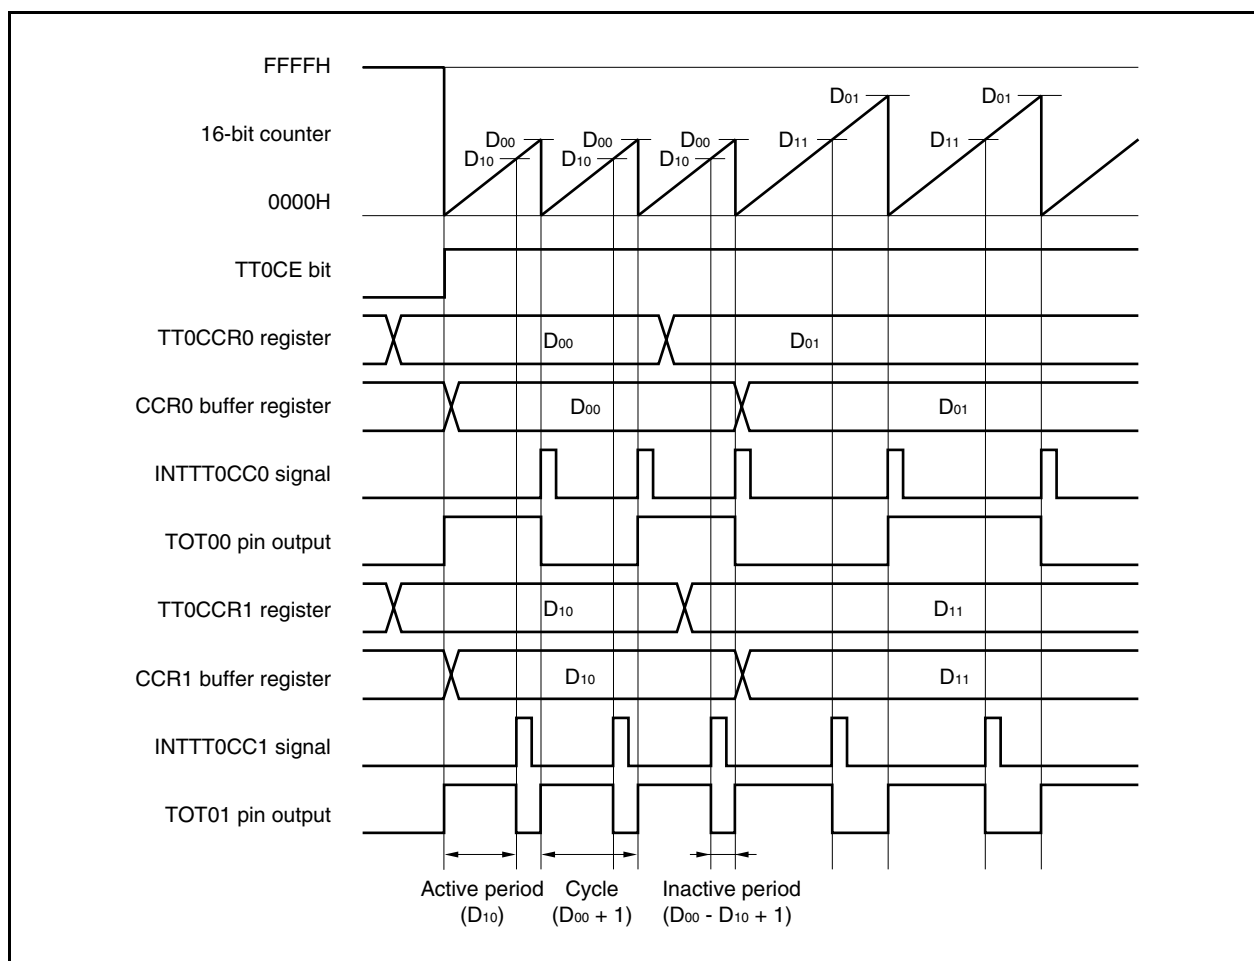 FFFFH
D01 D01
16-bit counter D00 D00 D00 D11 D11
D10 D10 D10
0000H
TT0CE bit
TT0CCR0 register D00 D01
CCR0 buffer register D00 D01
INTTT0CC0 signal
TOT00 pin output
TT0CCR1 register D10 D11
CCR1 buffer register D10 D11
INTTT0CC1 signal
TOT01 pin output
Active period Cycle Inactive period
(D10) (D00 + 1) (D00 - D10 + 1)